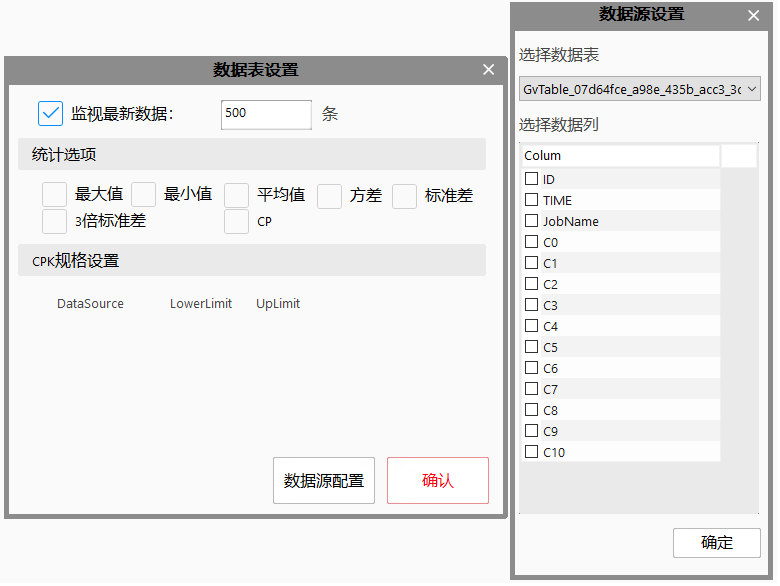 数据表设置
监视最新数据: 500 条
统计选项
最大值 最小值 平均值 方差 标准差
3倍标准差 CP
CPK规格设置
DataSource LowerLimit UpLimit
数据源配置 确认
数据源设置
选择数据表
GvTable_07d64fce_a98e_435b_acc3_3c
选择数据列
Colum
ID
TIME
JobName
C0
C1
C2
C3
C4
C5
C6
C7
C8
C9
C10
确定